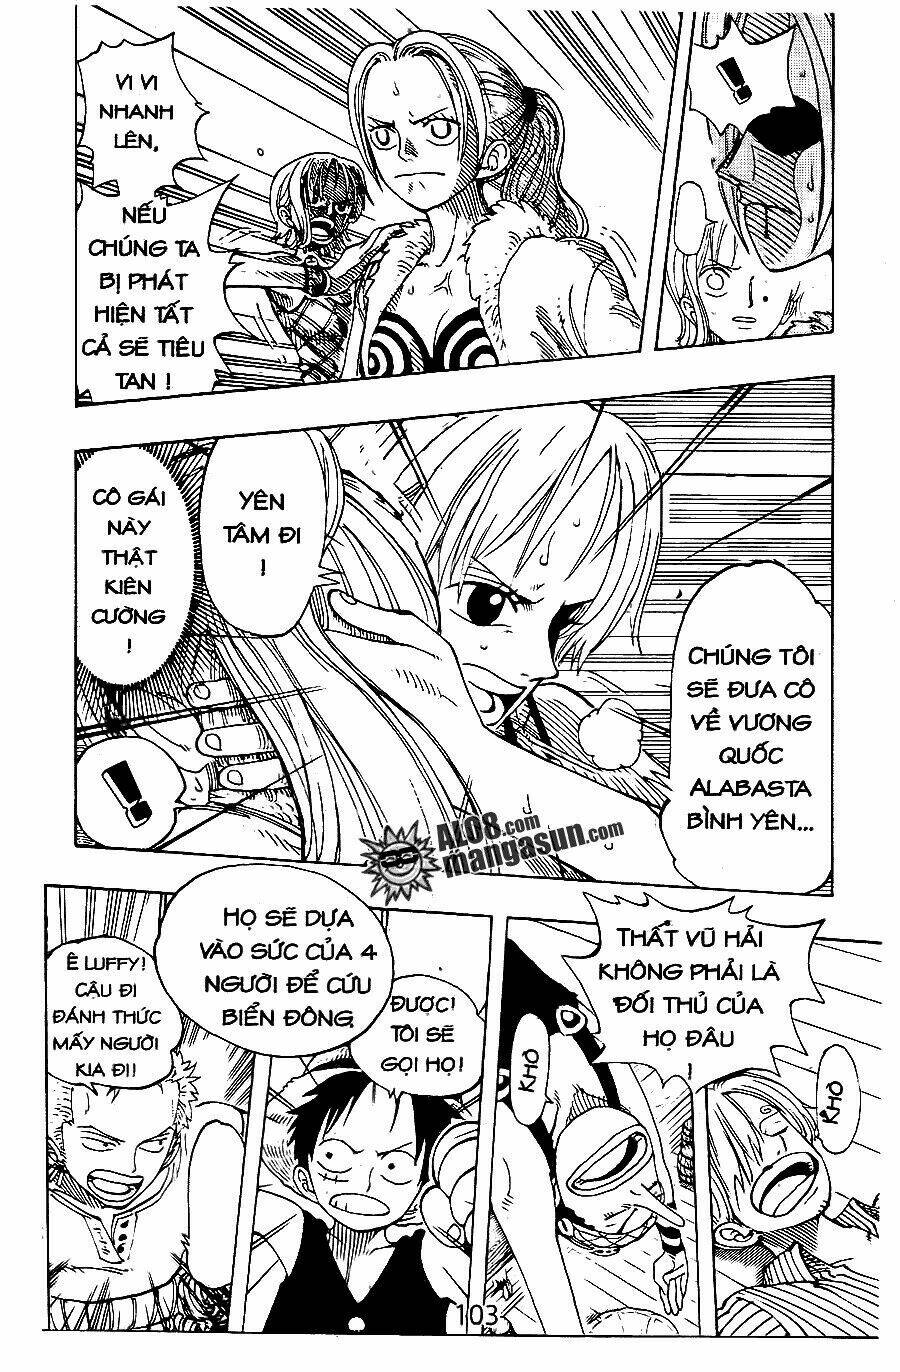 VI VI
NHANH
LÊN.
NẾU
CHÚNG TA
BỊ PHÁT
HIỆN TẤT
CẢ SẼ TIÊU
TAN !
!
CÔ GÁI
NÀY
THẬT
KIÊN
CƯỜNG
!
YÊN
TÂM ĐI
!
CHÚNG TÔI
SẼ ĐƯA CÔ
VỀ VƯƠNG
QUỐC
ALABASTA
BÌNH YÊN...
!
AL08.com
mangasun.com
Ê LUFFY!
CẬU ĐI
ĐÁNH THỨC
MẤY NGƯỜI
KIA ĐI!
HỌ SẼ DỰA
VÀO SỨC CỦA 4
NGƯỜI ĐỂ CỨU
BIỂN ĐÔNG.
ĐƯỢC!
TÔI SẼ
GỌI HỌ!
THẤT VŨ HẢI
KHÔNG PHẢI LÀ
ĐỐI THỦ CỦA
HỌ ĐÂU
!
KHÒ
KHÒ
103